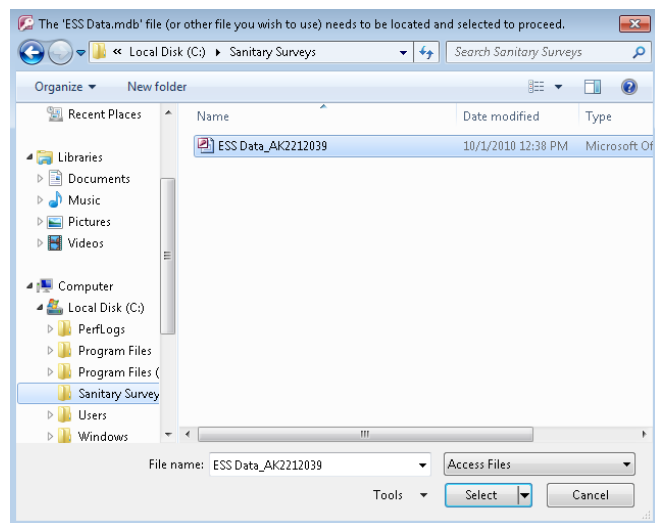 The 'ESS Data.mdb' file (or other file you wish to use) needs to be located and selected to proceed.
« Local Disk (C:) ▸ Sanitary Surveys
Search Sanitary Surveys
Organize
New folder
Recent Places
Libraries
Documents
Music
Pictures
Videos
Computer
Local Disk (C:)
PerfLogs
Program Files
Program Files (
Sanitary Survey
Users
Windows
Name
Date modified
Type
ESS Data_AK2212039
10/1/2010 12:38 PM
Microsoft Of
File name:
ESS Data_AK2212039
Access Files
Tools
Select
Cancel